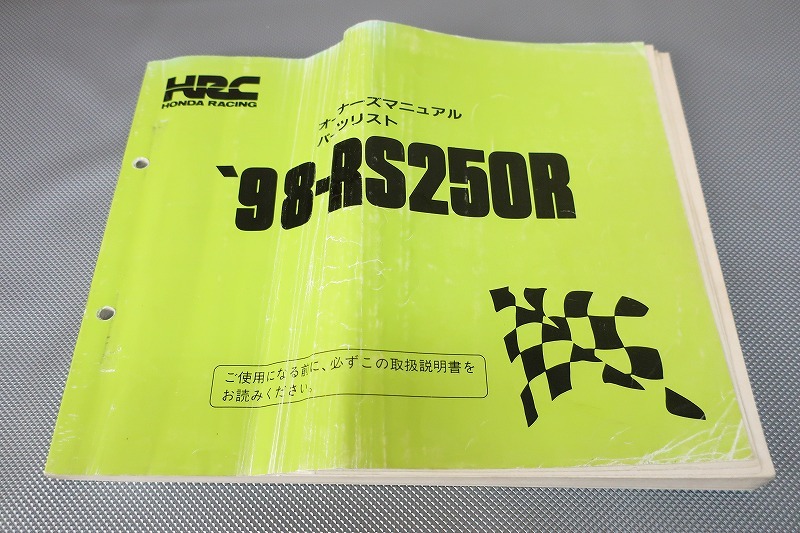 HRC
HONDA RACING
オーナーズマニュアル
パーツリスト
'98-RS250R
ご使用になる前に、必ずこの取扱説明書を
お読みください。